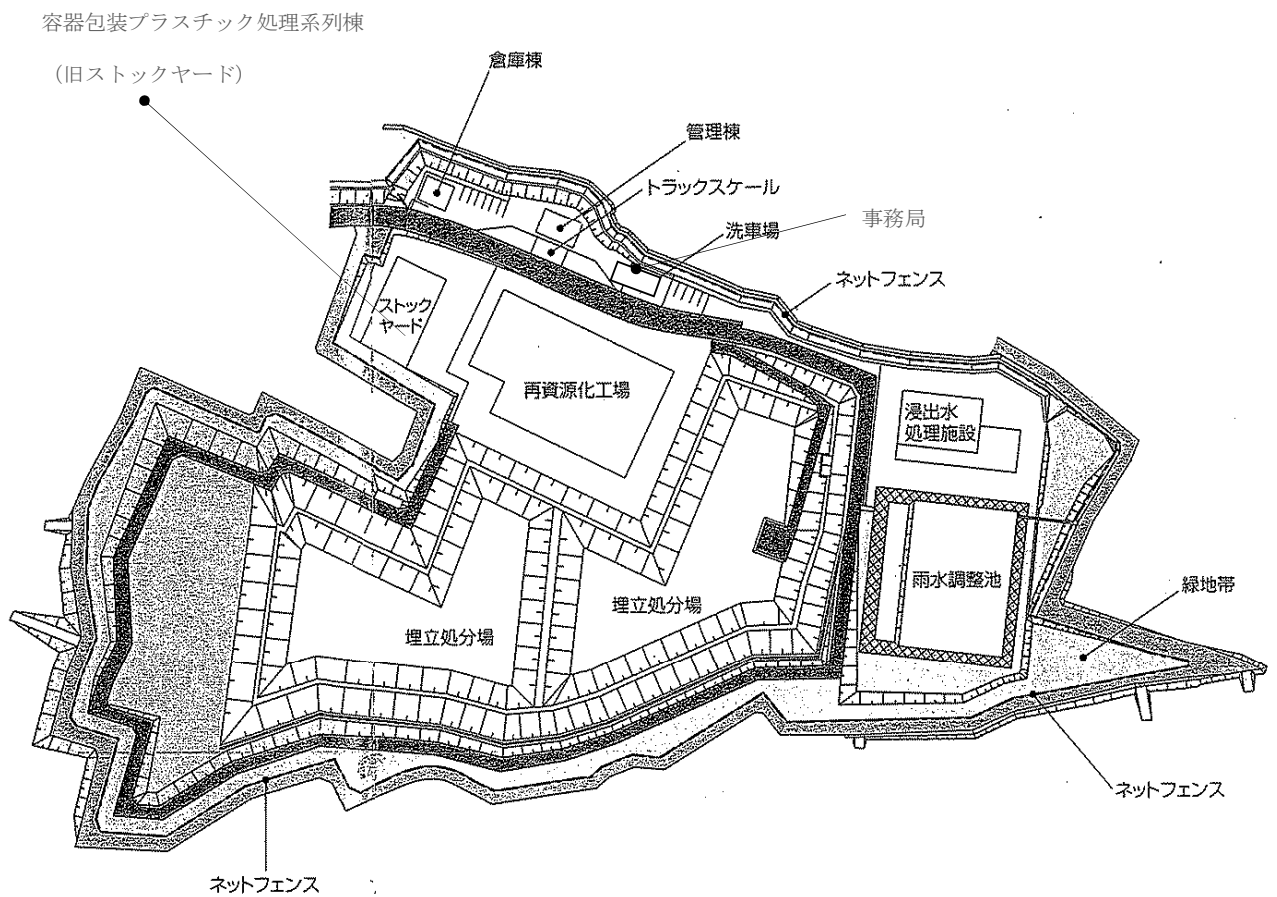 容器包装プラスチック処理系列棟
（旧ストックヤード）
倉庫棟
管理棟
トラックスケール
事務局
洗車場
ネットフェンス
ストック
ヤード
再資源化工場
浸出水
処理施設
雨水調整池
緑地帯
埋立処分場
埋立処分場
ネットフェンス
ネットフェンス